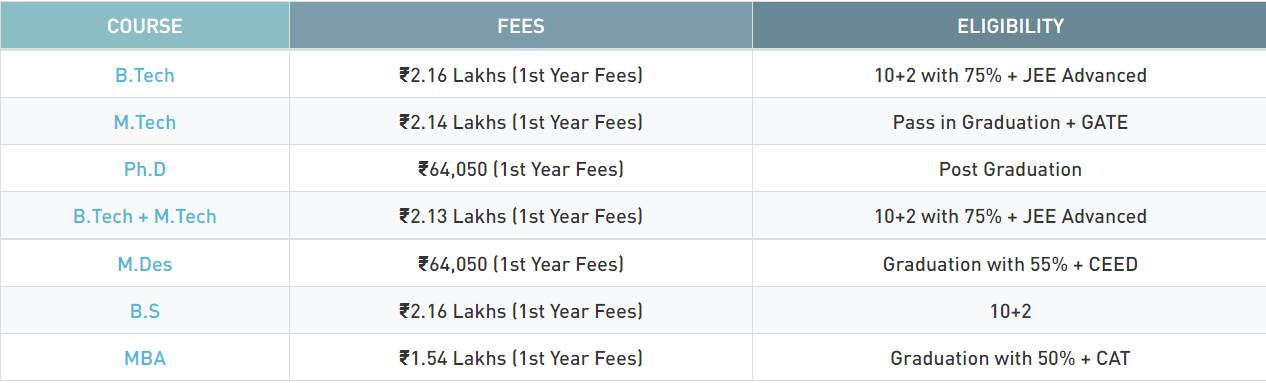 COURSE FEES ELIGIBILITY
B.Tech ₹2.16 Lakhs (1st Year Fees) 10+2 with 75% + JEE Advanced
M.Tech ₹2.14 Lakhs (1st Year Fees) Pass in Graduation + GATE
Ph.D ₹64,050 (1st Year Fees) Post Graduation
B.Tech + M.Tech ₹2.13 Lakhs (1st Year Fees) 10+2 with 75% + JEE Advanced
M.Des ₹64,050 (1st Year Fees) Graduation with 55% + CEED
B.S ₹2.16 Lakhs (1st Year Fees) 10+2
MBA ₹1.54 Lakhs (1st Year Fees) Graduation with 50% + CAT